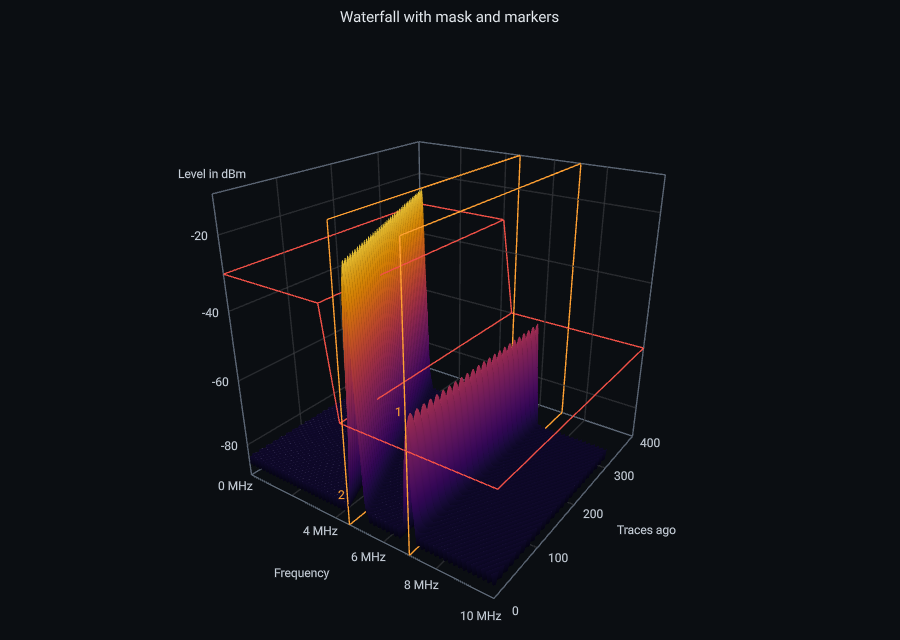 Waterfall with mask and markers
Level in dBm
-20
-40
-60
-80
1
2
0 MHz
4 MHz
6 MHz
8 MHz
10 MHz
Frequency
0
100
200
300
400
Traces ago